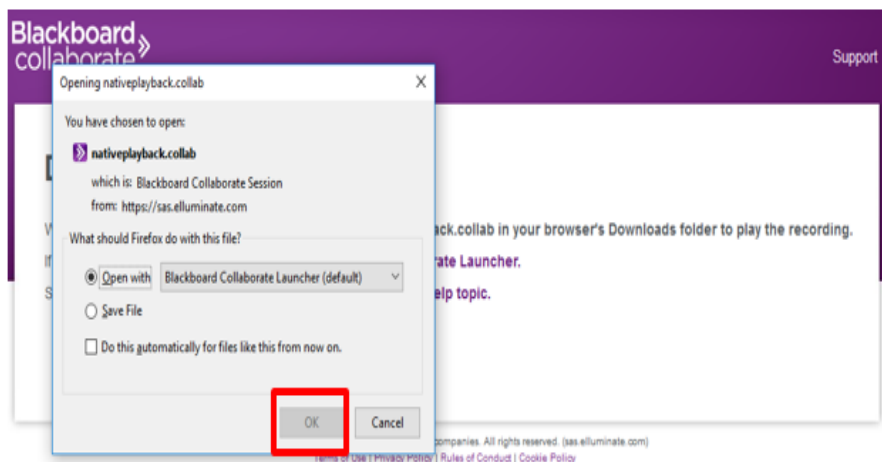 Blackboard
collaborate
Support
Opening nativeplayback.collab
You have chosen to open:
nativeplayback.collab
which is: Blackboard Collaborate Session
from: https://sas.elluminate.com
What should Firefox do with this file?
Open with Blackboard Collaborate Launcher (default)
Save File
Do this automatically for files like this from now on.
OK Cancel
ack.collab in your browser's Downloads folder to play the recording.
rate Launcher.
elp topic.
companies. All rights reserved. (sas.elluminate.com)
Terms of Use | Privacy Policy | Rules of Conduct | Cookie Policy